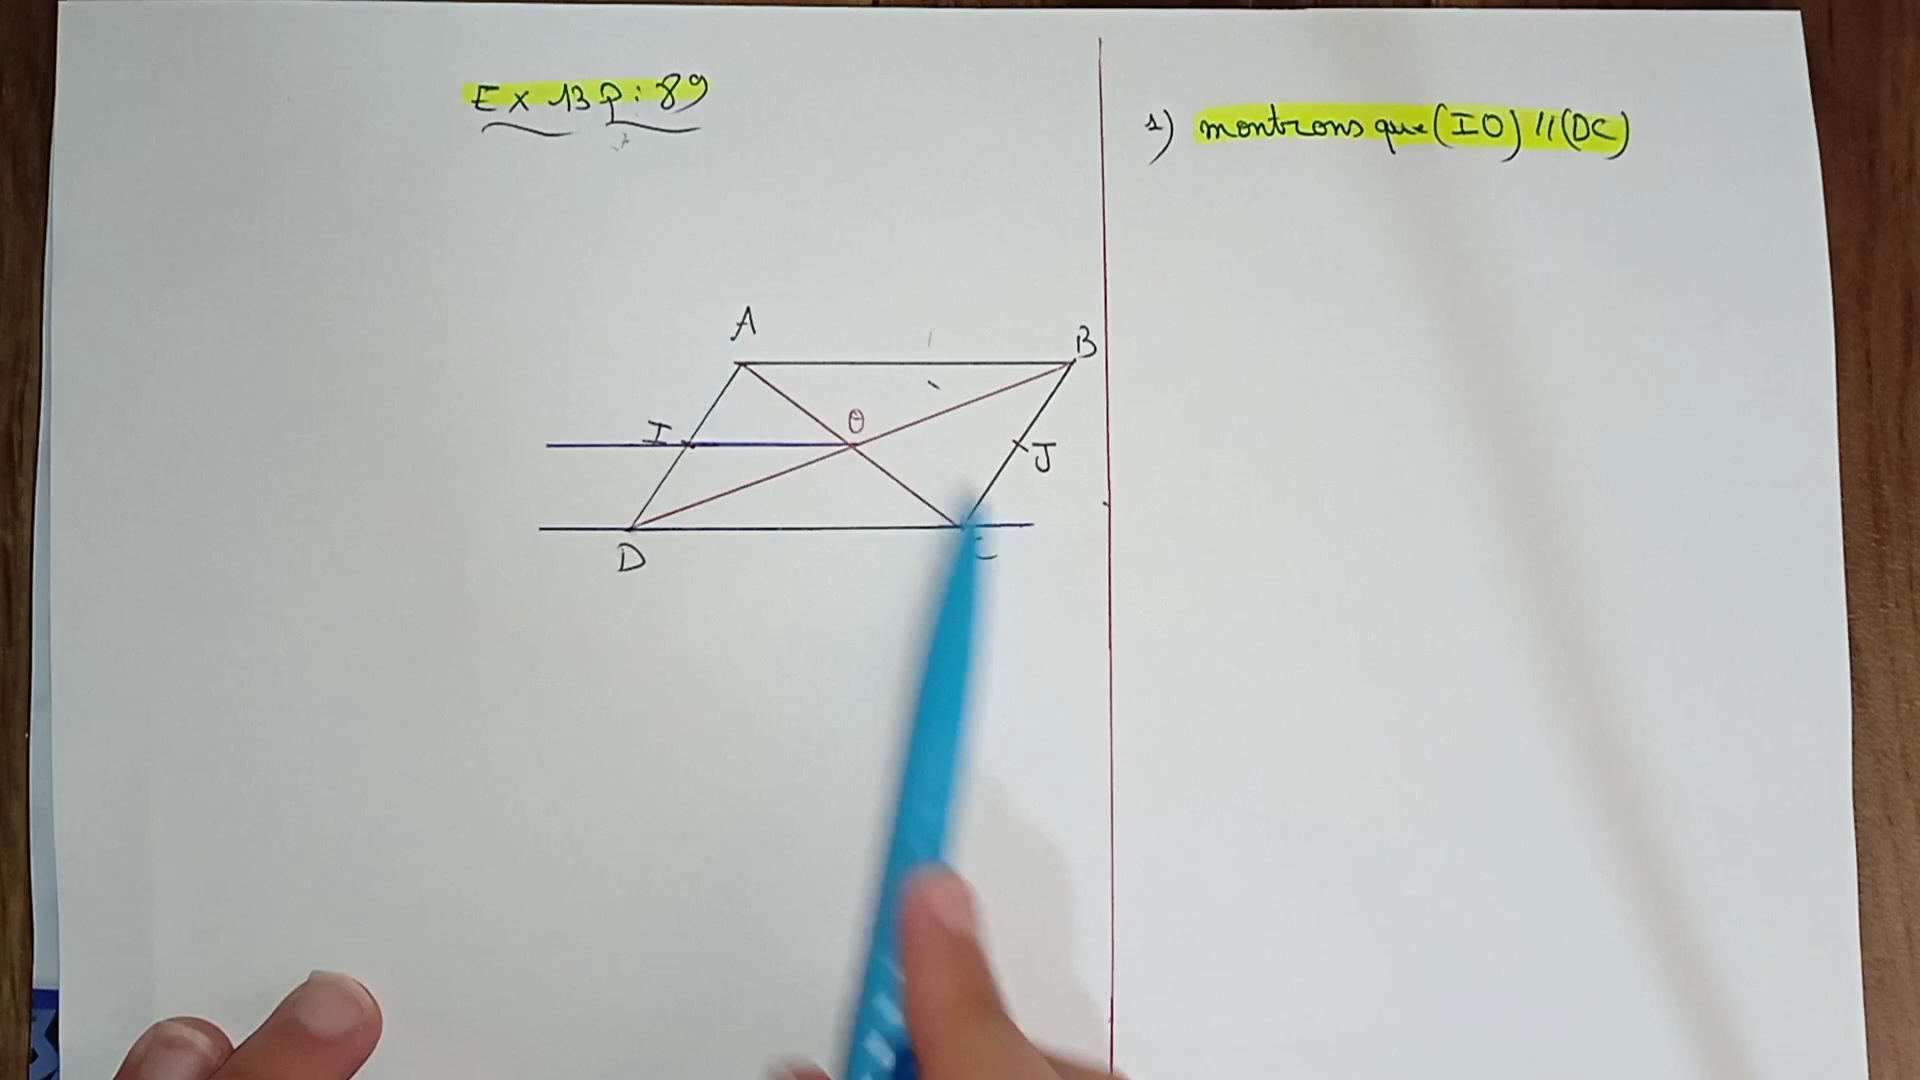 Ex 13 p: 89
1) montrons que (IO) // (DC)
A
B
O
I
J
D
C